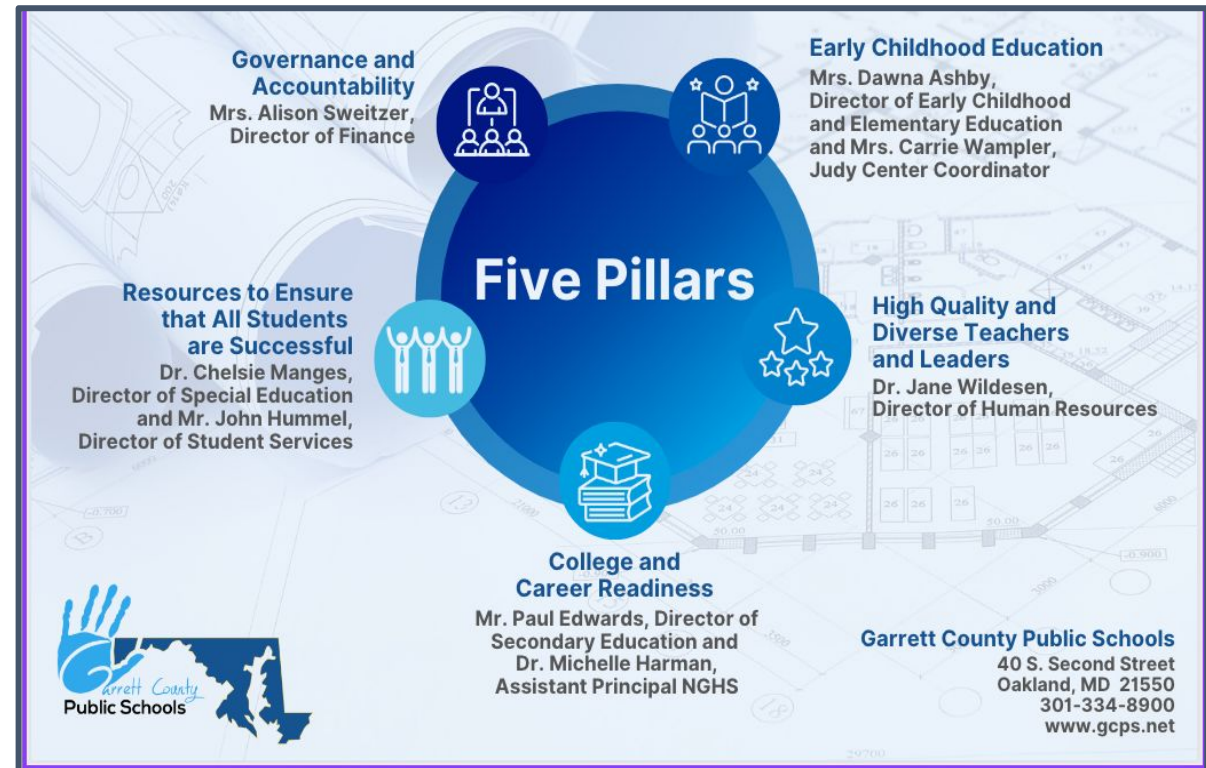 Governance and
Accountability
Mrs. Alison Sweitzer,
Director of Finance
Early Childhood Education
Mrs. Dawna Ashby,
Director of Early Childhood
and Elementary Education
and Mrs. Carrie Wampler,
Judy Center Coordinator
Five Pillars
Resources to Ensure
that All Students
are Successful
Dr. Chelsie Manges,
Director of Special Education
and Mr. John Hummel,
Director of Student Services
High Quality and
Diverse Teachers
and Leaders
Dr. Jane Wildesen,
Director of Human Resources
College and
Career Readiness
Mr. Paul Edwards, Director of
Secondary Education and
Dr. Michelle Harman,
Assistant Principal NGHS
Garrett County
Public Schools
Garrett County Public Schools
40 S. Second Street
Oakland, MD 21550
301-334-8900
www.gcps.net